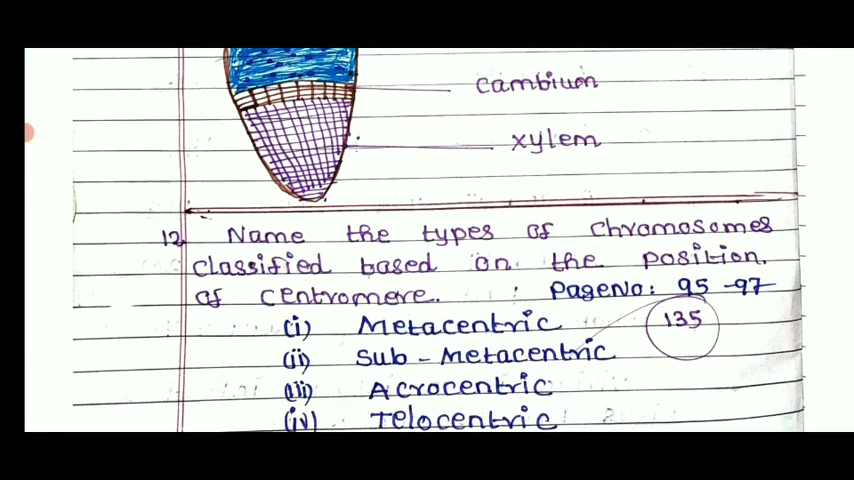 cambium
xylem
12. Name the types of chromosomes
classified based on the position.
of centromere. : PageNo: 95 -97
(i) Metacentric
135
(ii) Sub - Metacentric
(iii) Acrocentric
(iv) Telocentric